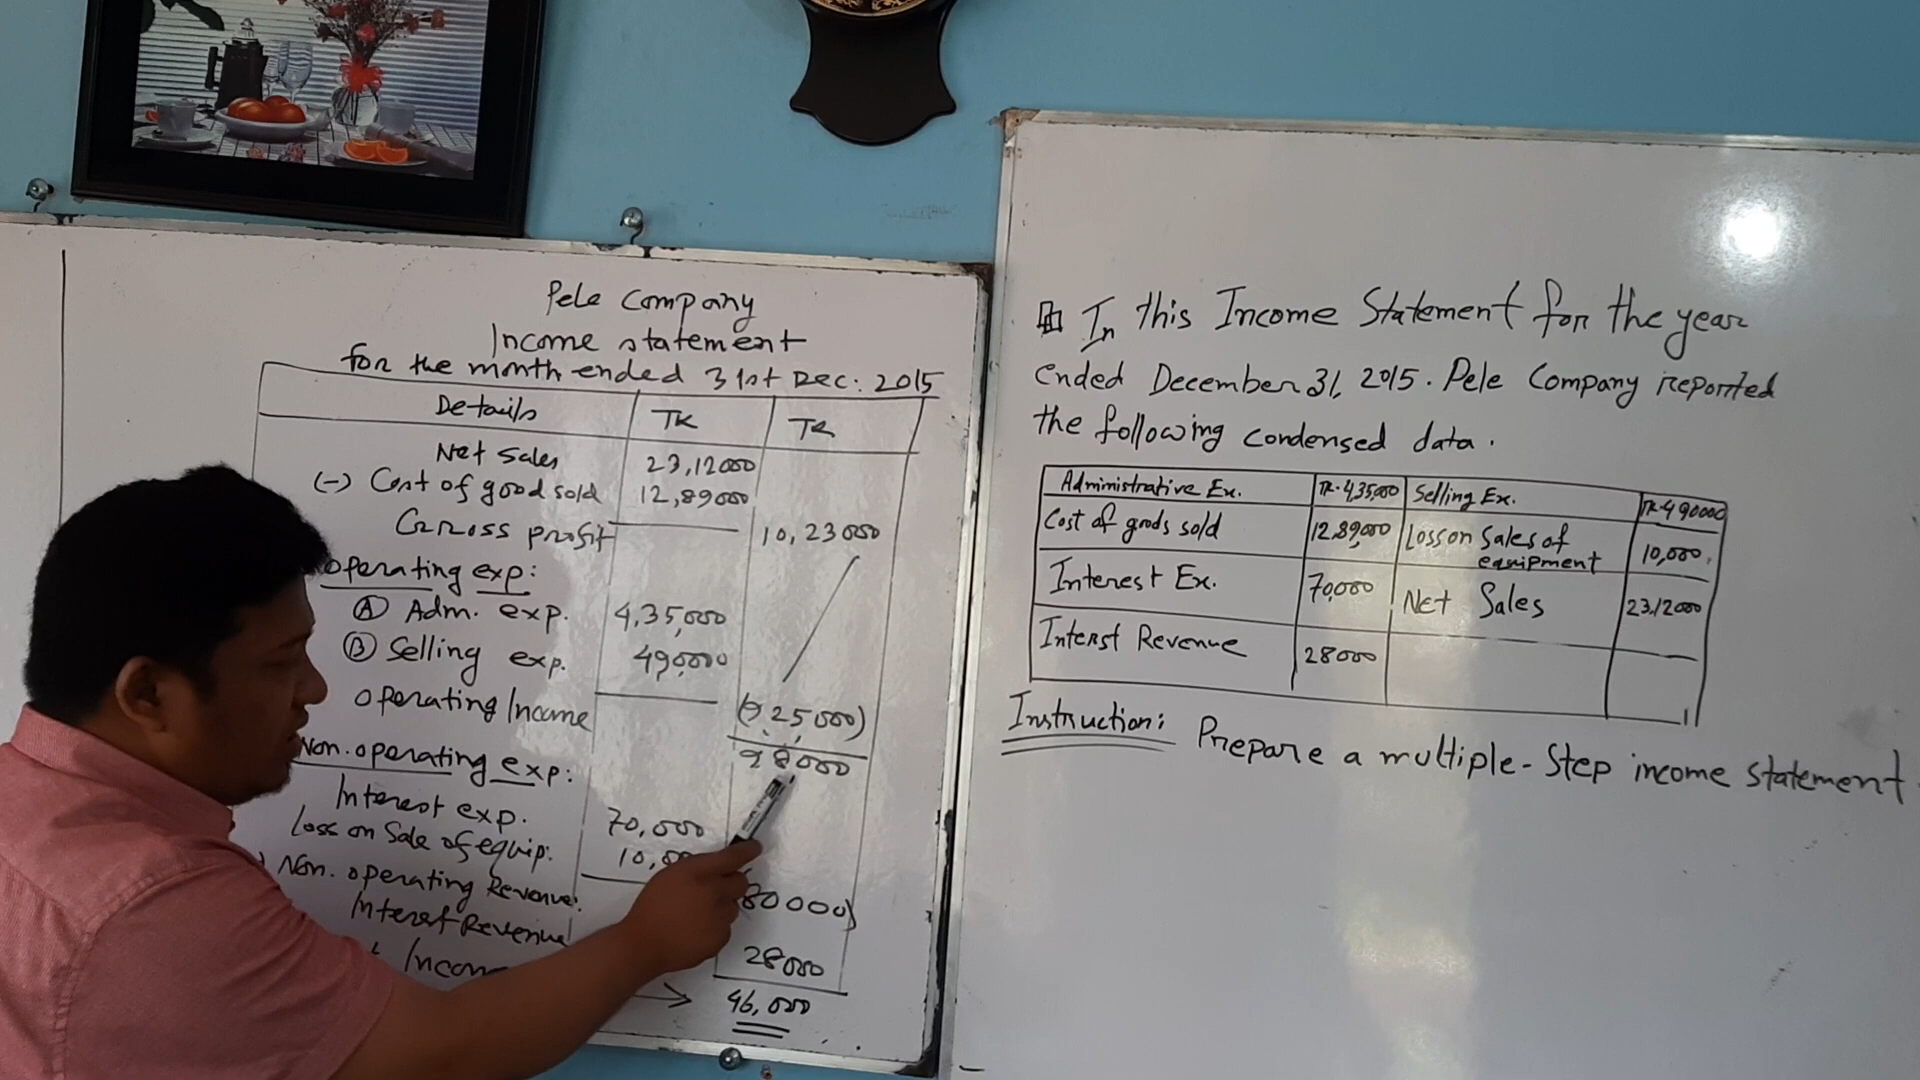 Pele Company
Income statement
for the month ended 31st Dec: 2015
Details TK TK
Net sales 23,12000
(-) Cost of good sold 12,89000
Gross profit 10,23000
Operating exp:
Ⓐ Adm. exp. 4,35,000
Ⓑ Selling exp. 490,000
Operating Income 25,000)
98000
Non. operating exp:
Interest exp. 70,000
Loss on Sale of equip: 10,
80000)
Non. operating Revenue:
Interest Revenue
28000
Incom
→ 46,000
In this Income Statement for the year
ended December 31, 2015. Pele Company reported
the following condensed data.
Administrative Ex. TK. 4,35,000 Selling Ex. TK 490000
Cost of goods sold 12,89,000 Loss on Sales of equipment 10,000
Interest Ex. 70,000 Net Sales 23,12000
Interst Revenue 28000
Instruction: Prepare a multiple-Step income statement